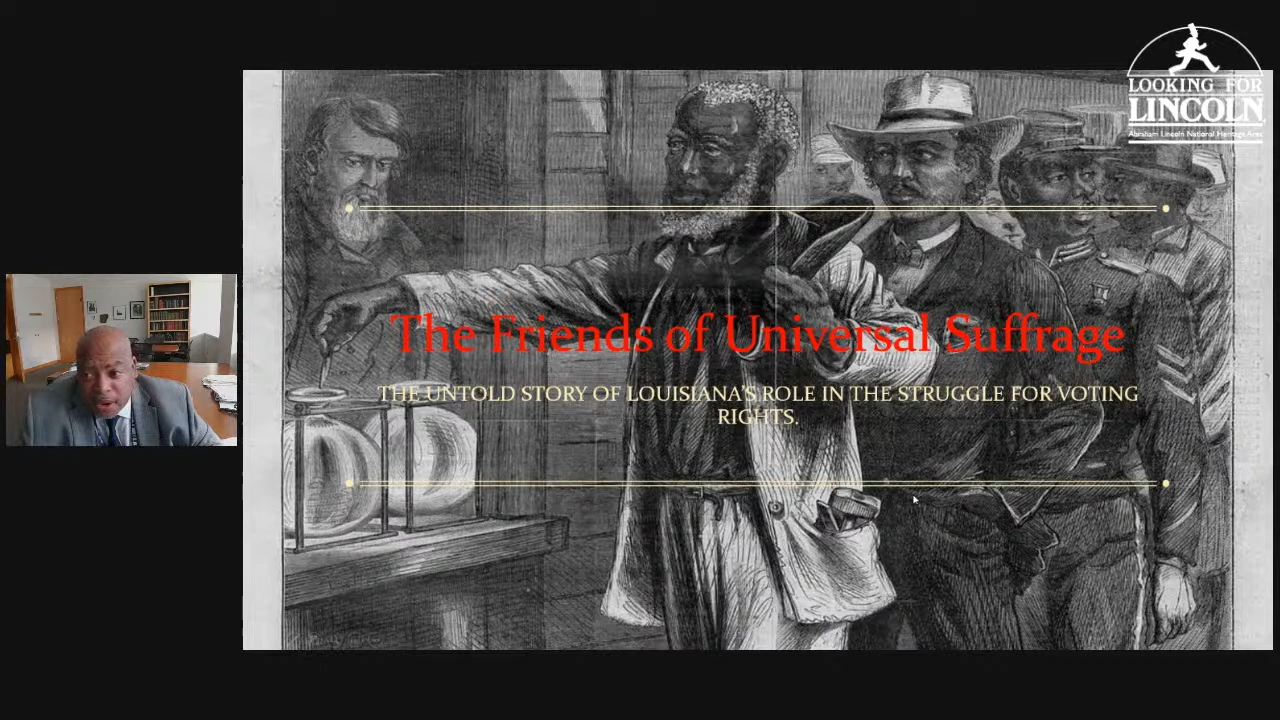 LOOKING FOR
LINCOLN
Abraham Lincoln National Heritage Area
The Friends of Universal Suffrage
THE UNTOLD STORY OF LOUISIANA'S ROLE IN THE STRUGGLE FOR VOTING
RIGHTS.